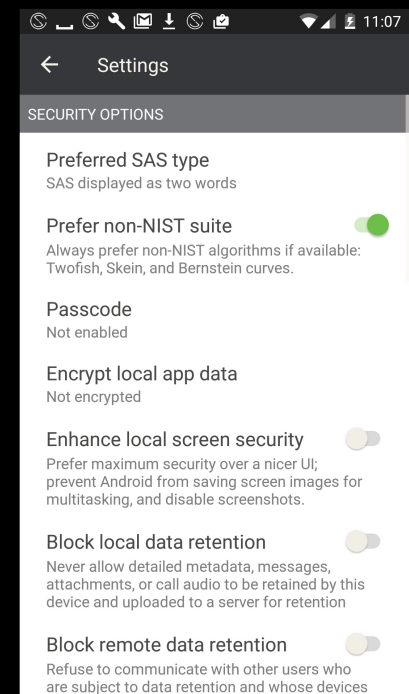 11:07
Settings
SECURITY OPTIONS
Preferred SAS type
SAS displayed as two words
Prefer non-NIST suite
Always prefer non-NIST algorithms if available:
Twofish, Skein, and Bernstein curves.
Passcode
Not enabled
Encrypt local app data
Not encrypted
Enhance local screen security
Prefer maximum security over a nicer UI;
prevent Android from saving screen images for
multitasking, and disable screenshots.
Block local data retention
Never allow detailed metadata, messages,
attachments, or call audio to be retained by this
device and uploaded to a server for retention
Block remote data retention
Refuse to communicate with other users who
are subject to data retention and whose devices